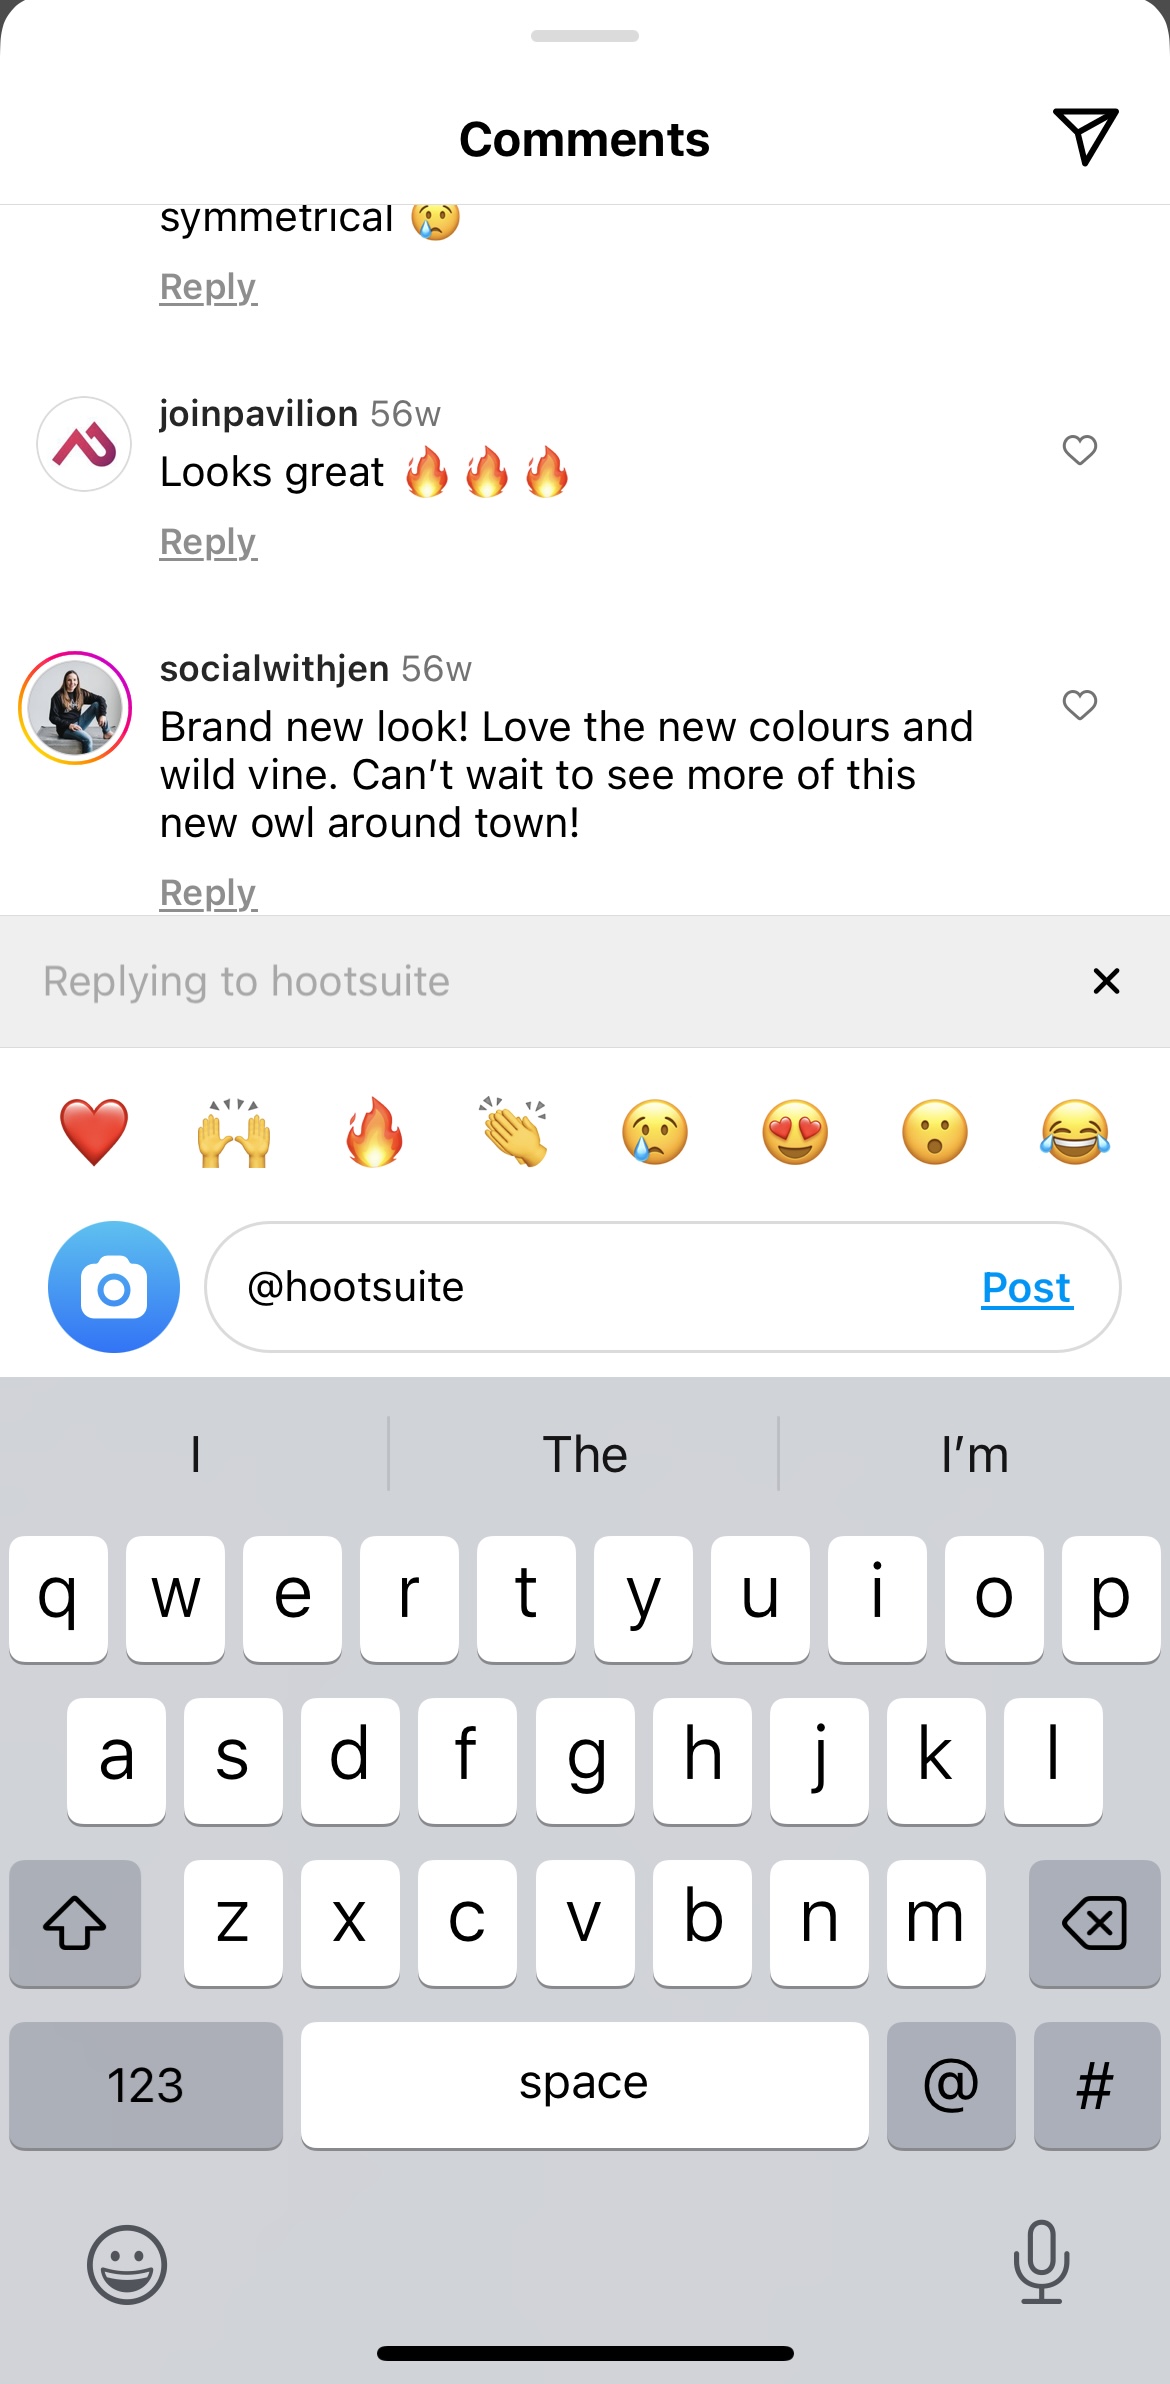 Comments
symmetrical 😢
Reply
joinpavilion 56w
Looks great 🔥🔥🔥
Reply
socialwithjen 56w
Brand new look! Love the new colours and
wild vine. Can't wait to see more of this
new owl around town!
Reply
Replying to hootsuite
❤️ 🙌 🔥 👏 😢 😍 😮 😂
@hootsuite Post
I The I'm
q w e r t y u i o p
a s d f g h j k l
z x c v b n m
123 space @ #